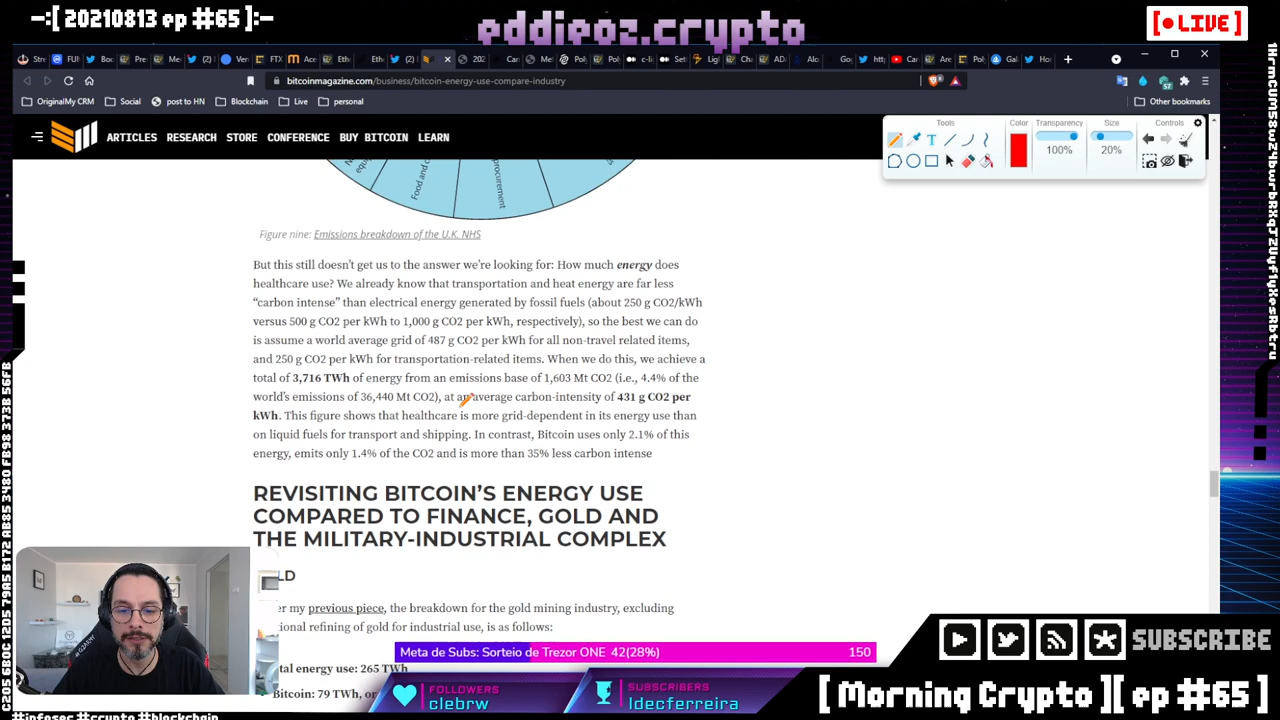 -:[ 20210813 ep #65 ]:-
eddieoz.crypto
[ LIVE ]
bitcoinmagazine.com/business/bitcoin-energy-use-compare-industry
OriginalMy CRM
Social
post to HN
Blockchain
Live
personal
Other bookmarks
ARTICLES RESEARCH STORE CONFERENCE BUY BITCOIN LEARN
Tools
Color
Transparency
Size
Controls
100%
20%
Food and c
procurement
Figure nine: Emissions breakdown of the U.K. NHS
But this still doesn't get us to the answer we're looking for: How much energy does
healthcare use? We already know that transportation and heat energy are far less
“carbon intense” than electrical energy generated by fossil fuels (about 250 g CO2/kWh
versus 500 g CO2 per kWh to 1,000 g CO2 per kWh, respectively), so the best we can do
is assume a world average grid of 487 g CO2 per kWh for all non-travel related items,
and 250 g CO2 per kWh for transportation-related items. When we do this, we achieve a
total of 3,716 TWh of energy from an emissions base of 1,603 Mt CO2 (i.e., 4.4% of the
world's emissions of 36,440 Mt CO2), at an average carbon-intensity of 431 g CO2 per
kWh. This figure shows that healthcare is more grid-dependent in its energy use than
on liquid fuels for transport and shipping. In contrast, Bitcoin uses only 2.1% of this
energy, emits only 1.4% of the CO2 and is more than 35% less carbon intense
REVISITING BITCOIN'S ENERGY USE
COMPARED TO FINANCE, GOLD AND
THE MILITARY-INDUSTRIAL COMPLEX
LD
er my previous piece, the breakdown for the gold mining industry, excluding
ional refining of gold for industrial use, is as follows:
tal energy use: 265 TWh
Bitcoin: 79 TWh,
Meta de Subs: Sorteio de Trezor ONE 42(28%)
150
FOLLOWERS
clebrw
SUBSCRIBERS
ldecferreira
SUBSCRIBE
[ Morning Crypto ][ ep #65 ]
#infosec #crypto #blockchain